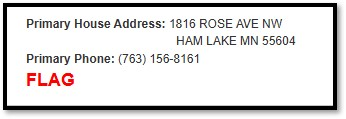 Primary House Address: 1816 ROSE AVE NW
HAM LAKE MN 55604
Primary Phone: (763) 156-8161
FLAG